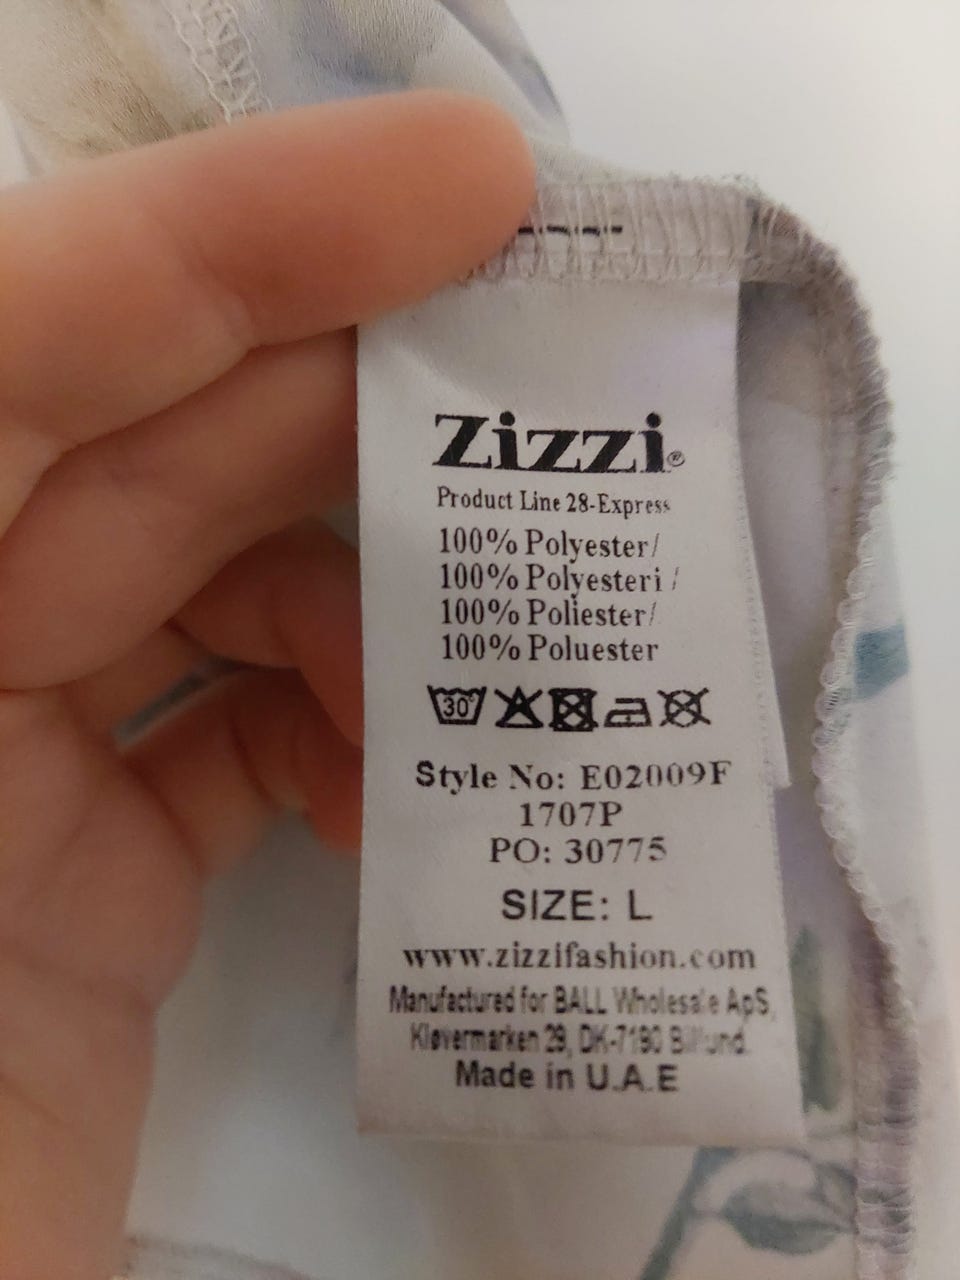 Zizzi®
Product Line 28-Express
100% Polyester/
100% Polyesteri /
100% Poliester/
100% Poluester
30°
Style No: E02009F
1707P
PO: 30775
SIZE: L
www.zizzifashion.com
Manufactured for BALL Wholesale ApS,
Kløvermarken 29, DK-7190 Billund.
Made in U.A.E